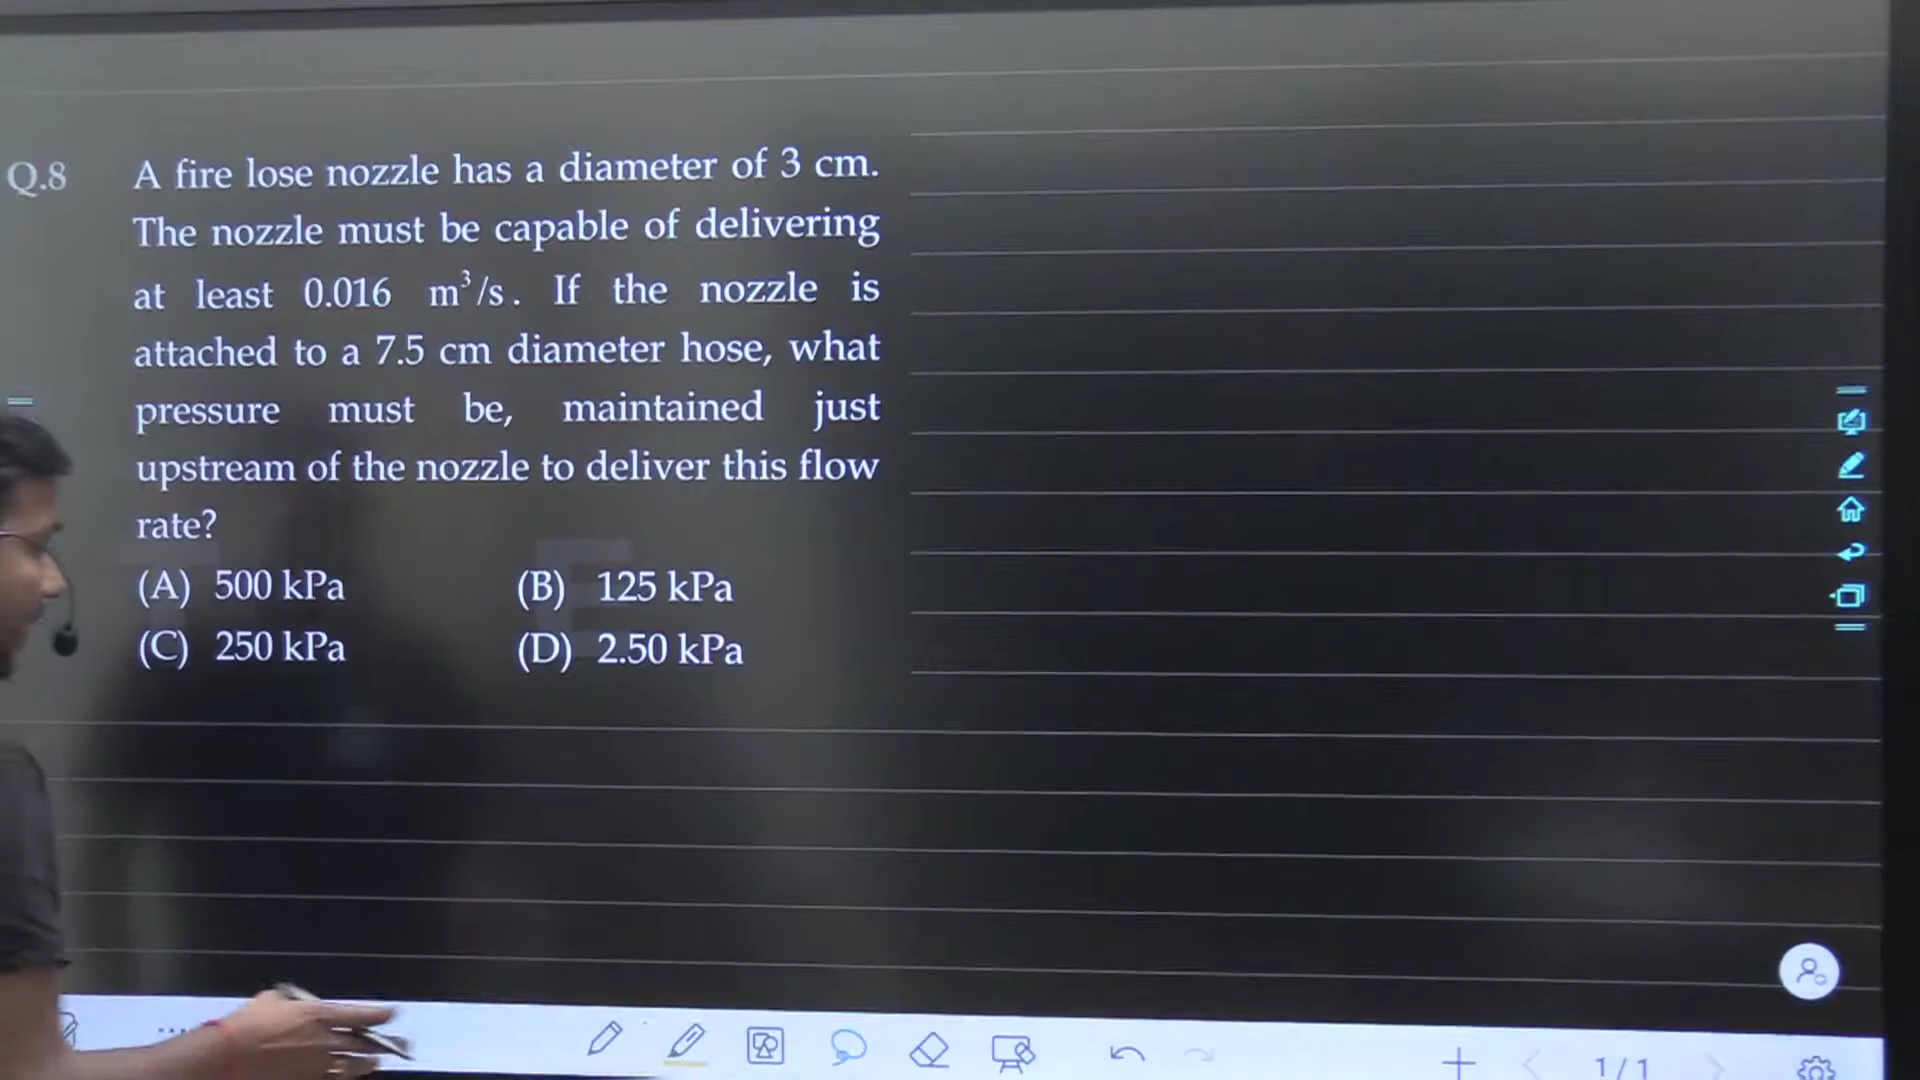 Q.8 A fire lose nozzle has a diameter of 3 cm.
The nozzle must be capable of delivering
at least 0.016 m³/s. If the nozzle is
attached to a 7.5 cm diameter hose, what
pressure must be, maintained just
upstream of the nozzle to deliver this flow
rate?
(A) 500 kPa (B) 125 kPa
(C) 250 kPa (D) 2.50 kPa
1/1